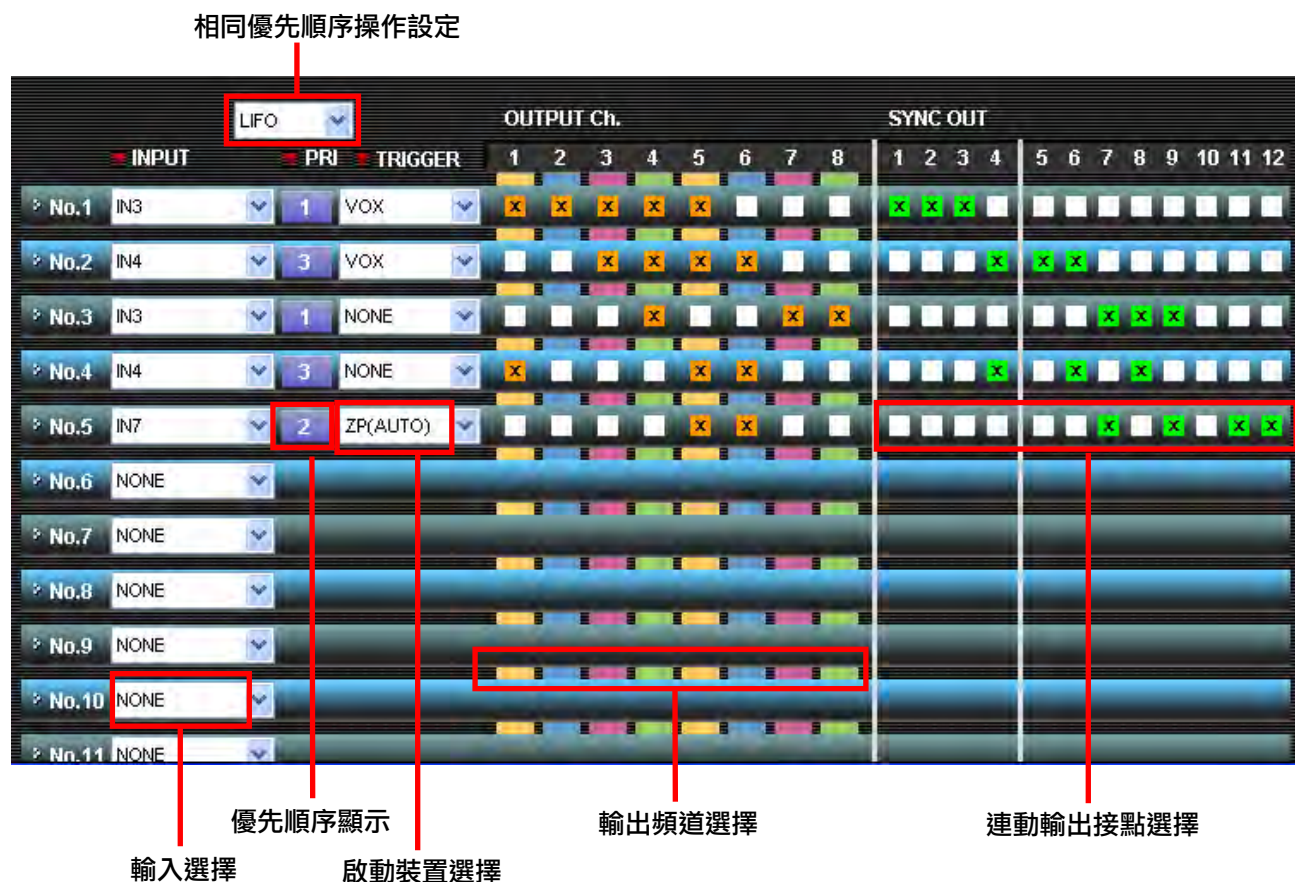 相同優先順序操作設定
LIFO OUTPUT Ch. SYNC OUT
INPUT PRI TRIGGER 1 2 3 4 5 6 7 8 1 2 3 4 5 6 7 8 9 10 11 12
No.1 IN3 1 VOX x x x x x x x x
No.2 IN4 3 VOX x x x x x x x
No.3 IN3 1 NONE x x x x x x
No.4 IN4 3 NONE x x x x x x
No.5 IN7 2 ZP(AUTO) x x x x x x
No.6 NONE
No.7 NONE
No.8 NONE
No.9 NONE
No.10 NONE
No.11 NONE
優先順序顯示 輸出頻道選擇 連動輸出接點選擇
輸入選擇 啟動裝置選擇